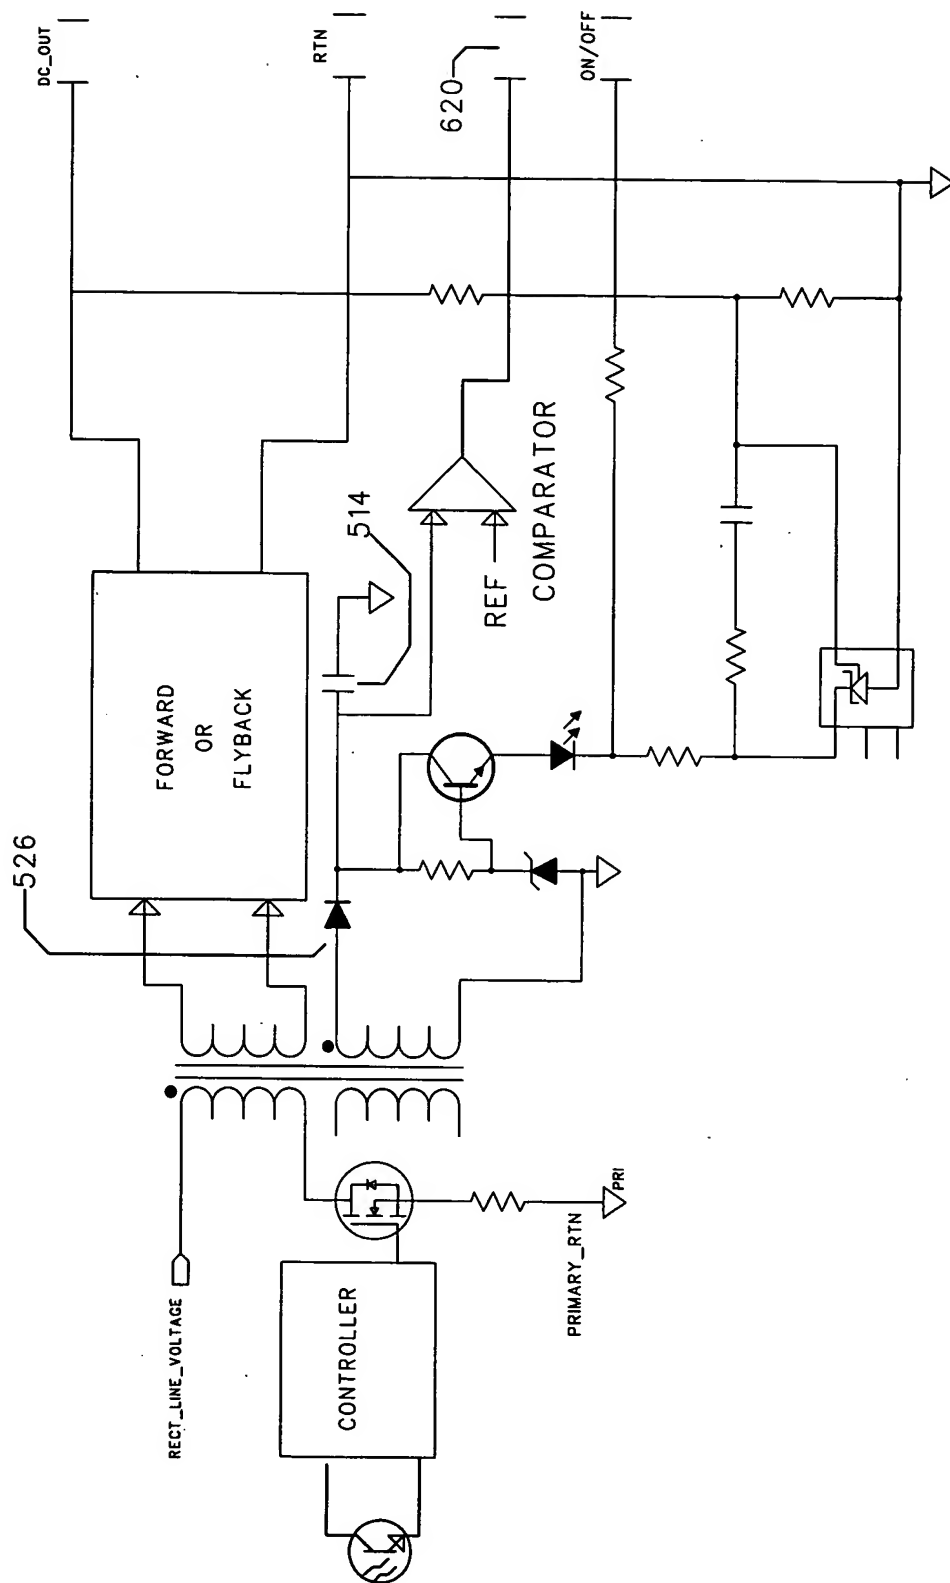 DC_OUT
RTN
620
ON/OFF
FORWARD
OR
FLYBACK
514
REF
COMPARATOR
526
RECT_LINE_VOLTAGE
CONTROLLER
PRIMARY_RTN
PRI